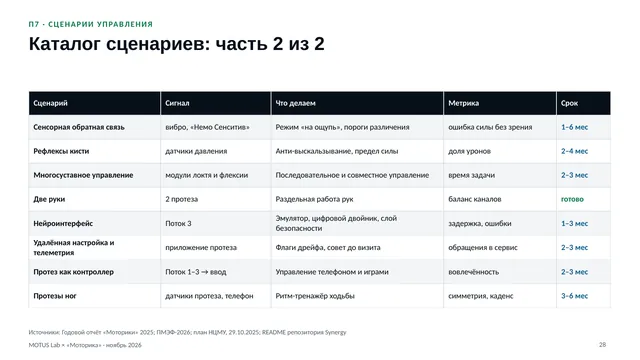 П7 · СЦЕНАРИИ УПРАВЛЕНИЯ
Каталог сценариев: часть 2 из 2
Сценарий Сигнал Что делаем Метрика Срок
Сенсорная обратная связь вибро, «Немо Сенситив» Режим «на ощупь», пороги различения ошибка силы без зрения 1–6 мес
Рефлексы кисти датчики давления Анти-выскальзывание, предел силы доля уронов 2–4 мес
Многосуставное управление модули локтя и флексии Последовательное и совместное управление время задачи 2–3 мес
Две руки 2 протеза Раздельная работа рук баланс каналов готово
Нейроинтерфейс Поток 3 Эмулятор, цифровой двойник, слой
безопасности задержка, ошибки 1–3 мес
Удалённая настройка и
телеметрия приложение протеза Флаги дрейфа, совет до визита обращения в сервис 2–3 мес
Протез как контроллер Поток 1–3 → ввод Управление телефоном и играми вовлечённость 2–3 мес
Протезы ног датчики протеза, телефон Ритм-тренажёр ходьбы симметрия, каденс 3–6 мес
Источники: Годовой отчёт «Моторики» 2025; ПМЭФ-2026; план НЦМУ, 29.10.2025; README репозитория Synergy
MOTUS Lab × «Моторика» · ноябрь 2026 28